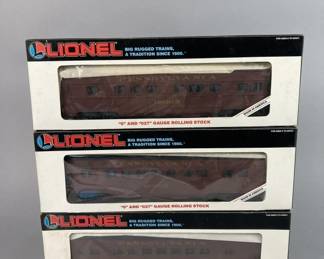 LIONEL
BIG RUGGED TRAINS,
A TRADITION SINCE 1900.
PENNSYLVANIA
"O" AND "O27" GAUGE ROLLING STOCK
LIONEL
BIG RUGGED TRAINS,
A TRADITION SINCE 1900.
"O" AND "O27" GAUGE ROLLING STOCK
LIONEL
BIG RUGGED TRAINS,
A TRADITION SINCE 1900.